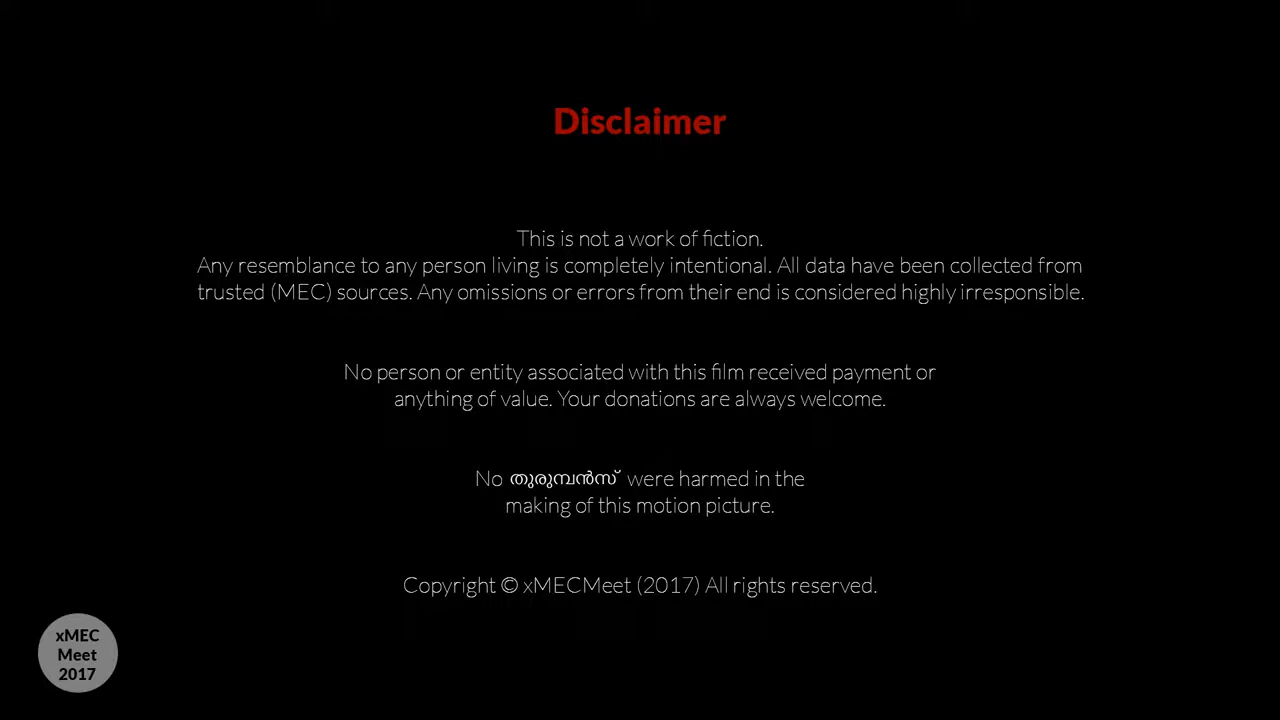 Disclaimer
This is not a work of fiction.
Any resemblance to any person living is completely intentional. All data have been collected from
trusted (MEC) sources. Any omissions or errors from their end is considered highly irresponsible.
No person or entity associated with this film received payment or
anything of value. Your donations are always welcome.
No തുരുമ്പൻസ് were harmed in the
making of this motion picture.
Copyright © xMECMeet (2017) All rights reserved.
xMEC
Meet
2017